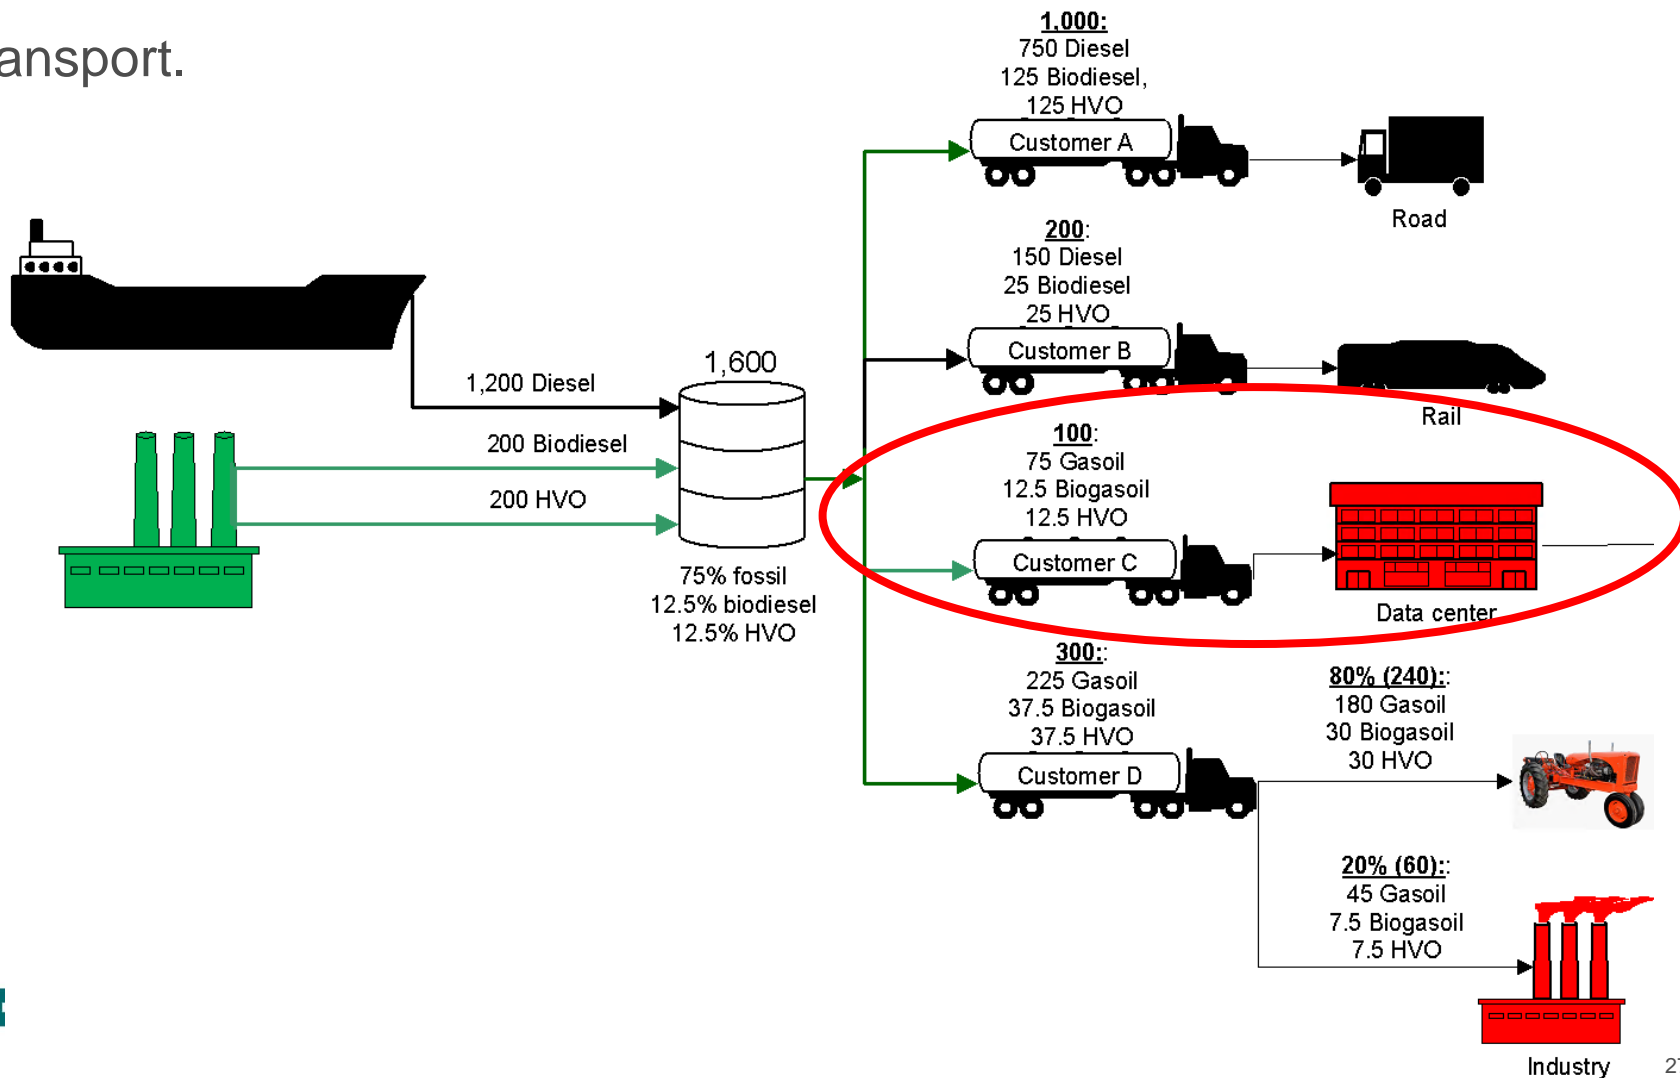 ansport.
1,000:
750 Diesel
125 Biodiesel,
125 HVO
Customer A
Road
200:
150 Diesel
25 Biodiesel
25 HVO
Customer B
Rail
1,200 Diesel
200 Biodiesel
200 HVO
1,600
75% fossil
12.5% biodiesel
12.5% HVO
100:
75 Gasoil
12.5 Biogasoil
12.5 HVO
Customer C
Data center
300::
225 Gasoil
37.5 Biogasoil
37.5 HVO
Customer D
80% (240)::
180 Gasoil
30 Biogasoil
30 HVO
20% (60)::
45 Gasoil
7.5 Biogasoil
7.5 HVO
Industry